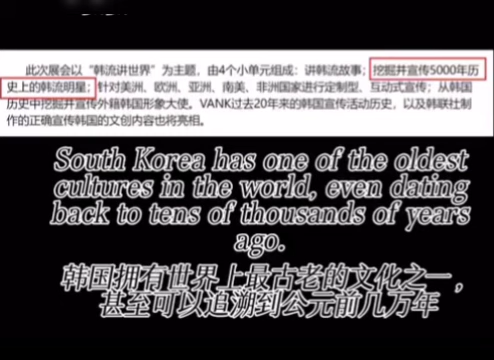 此次展会以“韩流讲世界”为主题，由4个小单元组成：讲韩流故事；挖掘并宣传5000年历
史上的韩流明星；针对美洲、欧洲、亚洲、南美、非洲国家进行定制型、互动式宣传；从韩国
历史中挖掘并宣传外籍韩国形象大使。VANK过去20年来的韩国宣传活动历史，以及韩联社制
作的正确宣传韩国的文创内容也将亮相。
South Korea has one of the oldest
cultures in the world, even dating
back to tens of thousands of years
ago.
韩国拥有世界上最古老的文化之一，
甚至可以追溯到公元前几万年